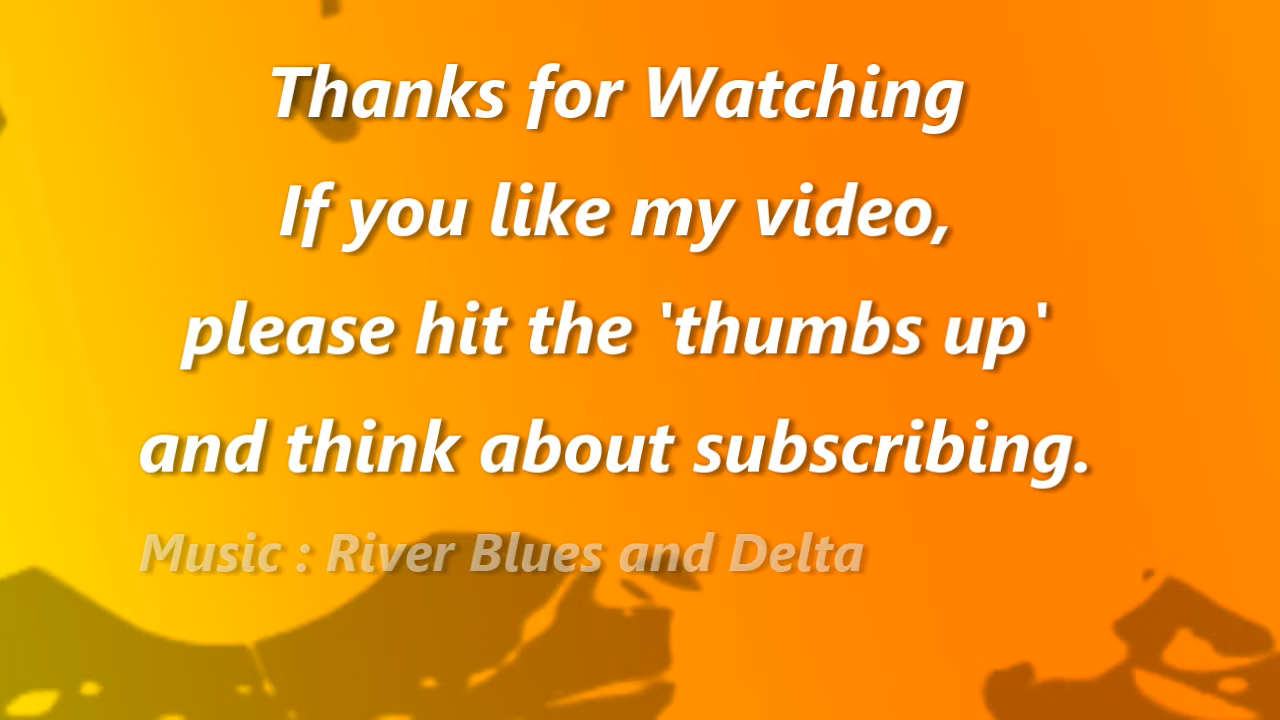 Thanks for Watching
If you like my video,
please hit the 'thumbs up'
and think about subscribing.
Music : River Blues and Delta